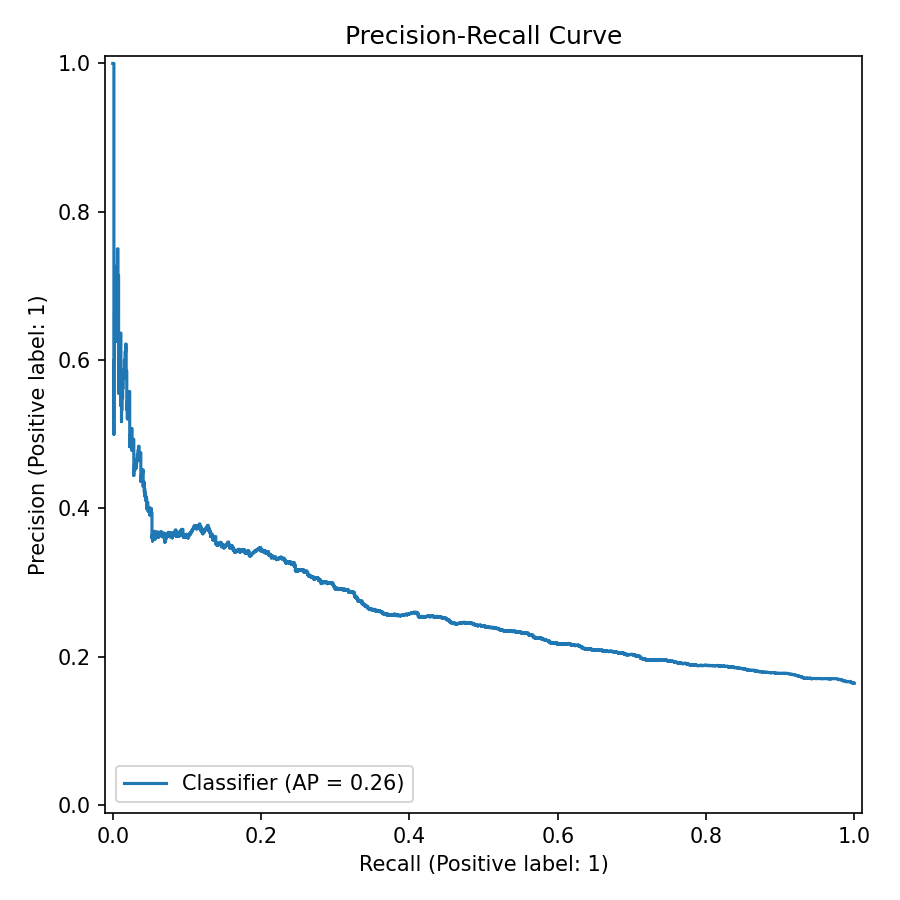 Precision-Recall Curve
1.0
0.8
0.6
0.4
0.2
0.0
Precision (Positive label: 1)
Classifier (AP = 0.26)
0.0 0.2 0.4 0.6 0.8 1.0
Recall (Positive label: 1)